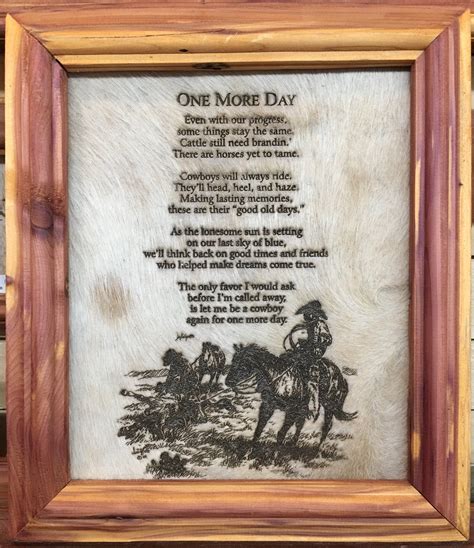 ONE MORE DAY
Even with our progress,
some things stay the same.
Cattle still need brandin.'
There are horses yet to tame.
Cowboys will always ride.
They'll head, heel, and haze.
Making lasting memories,
these are their "good old days."
As the lonesome sun is setting
on our last sky of blue,
we'll think back on good times and friends
who helped make dreams come true.
The only favor I would ask
before I'm called away,
is let me be a cowboy
again for one more day.